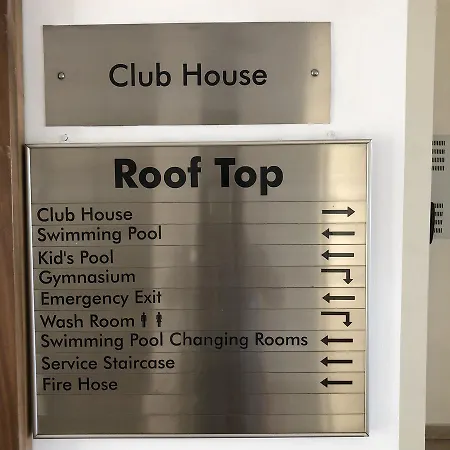 Club House
Roof Top
Club House →
Swimming Pool ←
Kid's Pool ←
Gymnasium ↴
Emergency Exit ←
Wash Room ↴
Swimming Pool Changing Rooms ←
Service Staircase ←
Fire Hose ←